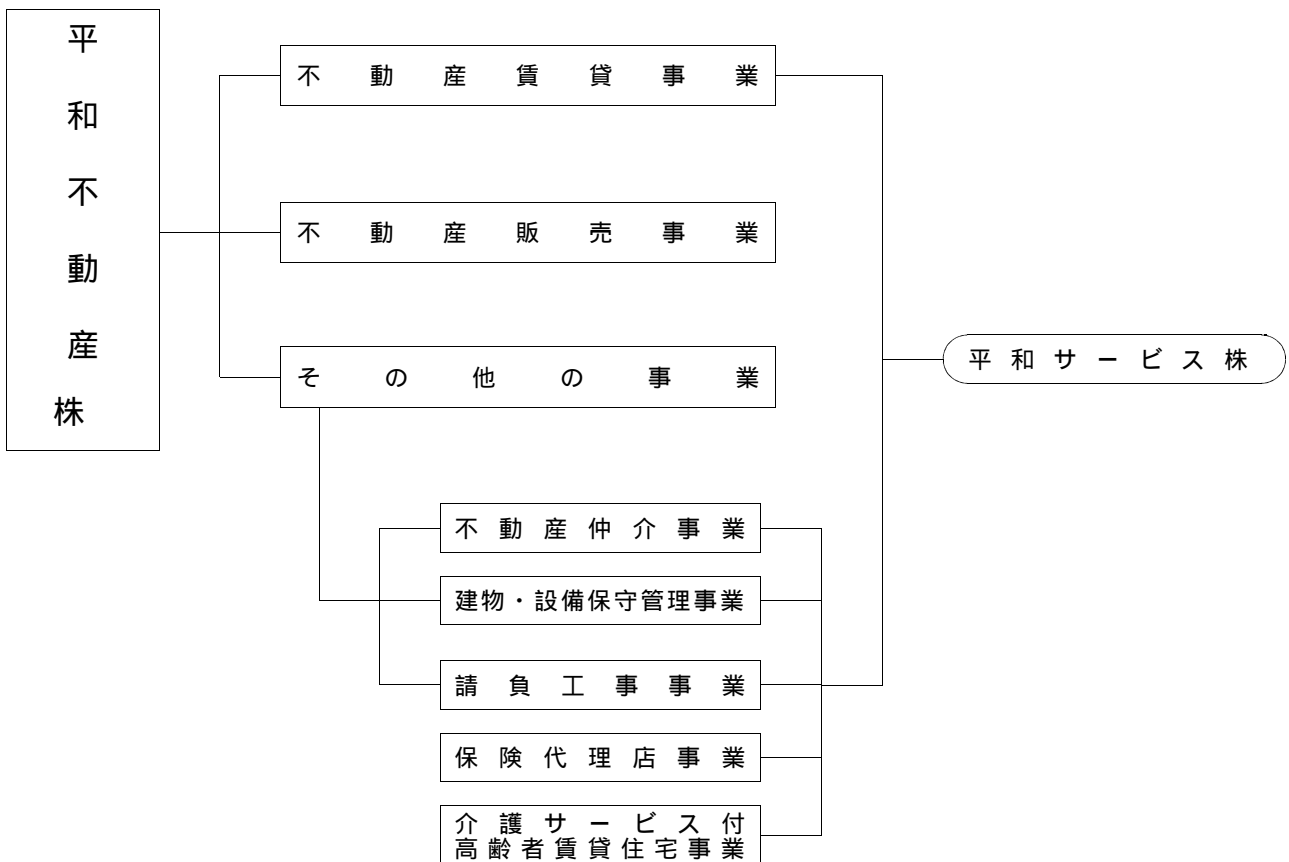 平和不動産株
不動産賃貸事業
不動産販売事業
その他の事業
平和サービス株
不動産仲介事業
建物・設備保守管理事業
請負工事事業
保険代理店事業
介護サービス付
高齢者賃貸住宅事業